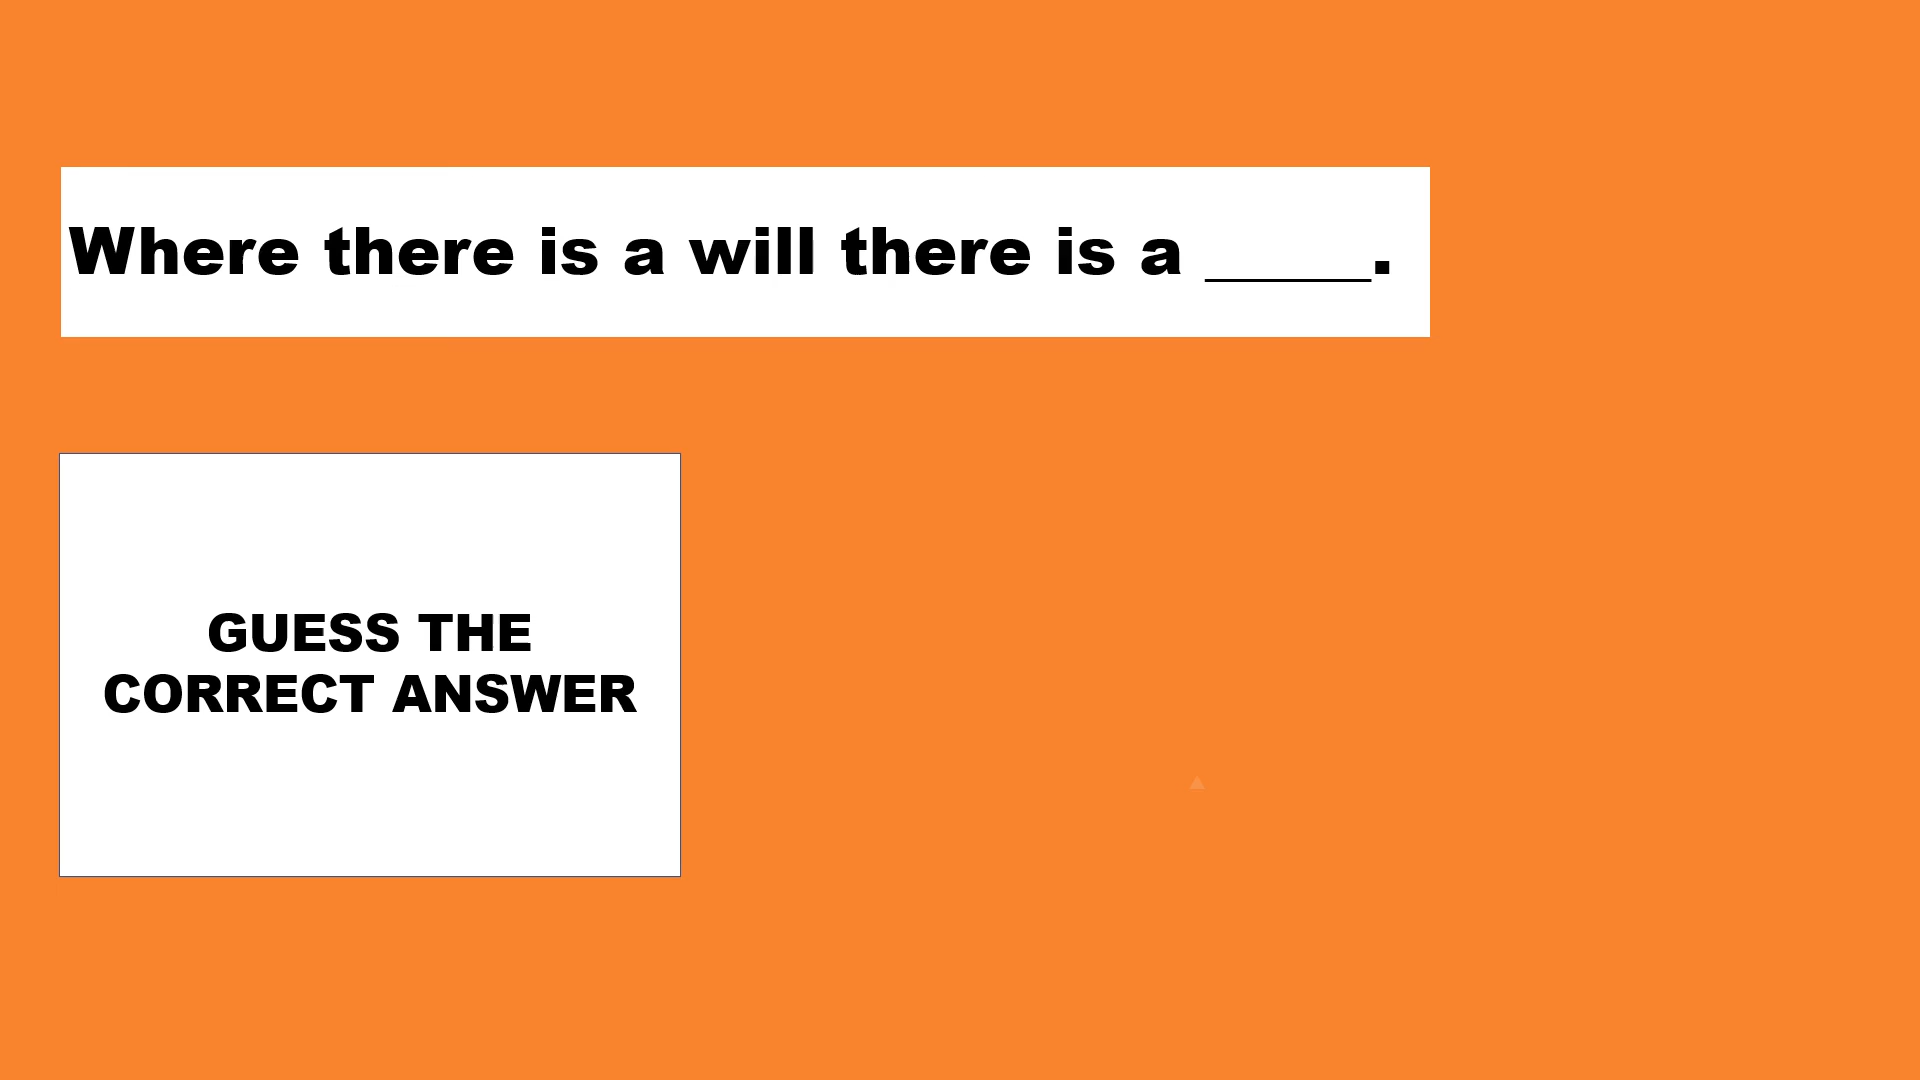 Where there is a will there is a _____.
GUESS THE
CORRECT ANSWER